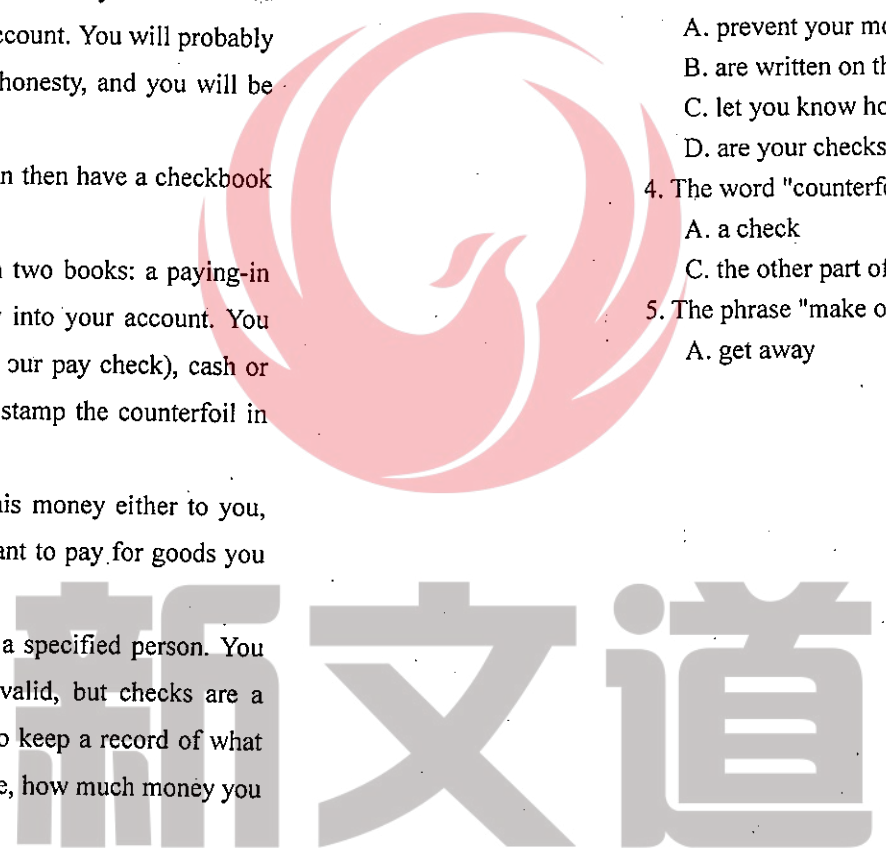 ccount. You will probably
honesty, and you will be
n then have a checkbook
two books: a paying-in
into your account. You
our pay check), cash or
stamp the counterfoil in
is money either to you,
ant to pay for goods you
a specified person. You
valid, but checks are a
o keep a record of what
e, how much money you
A. prevent your mo
B. are written on th
C. let you know ho
D. are your checks
4. The word "counterfo
A. a check
C. the other part of
5. The phrase "make o
A. get away
新文道